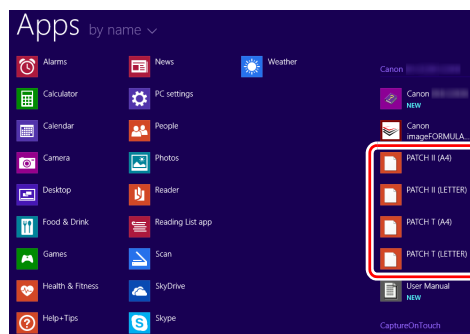 Apps by name
Alarms
Calculator
Calendar
Camera
Desktop
Food & Drink
Games
Health & Fitness
Help+Tips
News
PC settings
People
Photos
Reader
Reading List app
Scan
SkyDrive
Skype
Weather
Canon
Canon
NEW
Canon
imageFORMULA...
PATCH II (A4)
PATCH II (LETTER)
PATCH T (A4)
PATCH T (LETTER)
User Manual
NEW
CaptureOnTouch